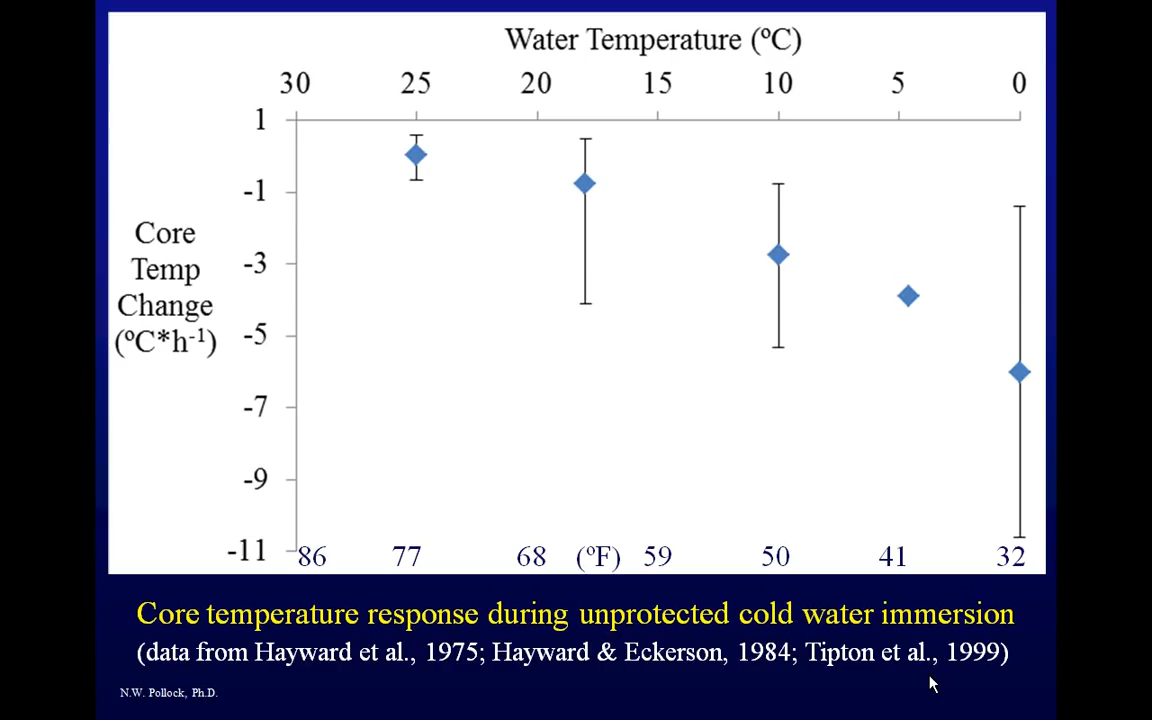 Water Temperature (ºC)
30 25 20 15 10 5 0
1
-1
-3
-5
-7
-9
-11
Core
Temp
Change
(ºC*h-1)
86 77 68 (ºF) 59 50 41 32
Core temperature response during unprotected cold water immersion
(data from Hayward et al., 1975; Hayward & Eckerson, 1984; Tipton et al., 1999)
N.W. Pollock, Ph.D.